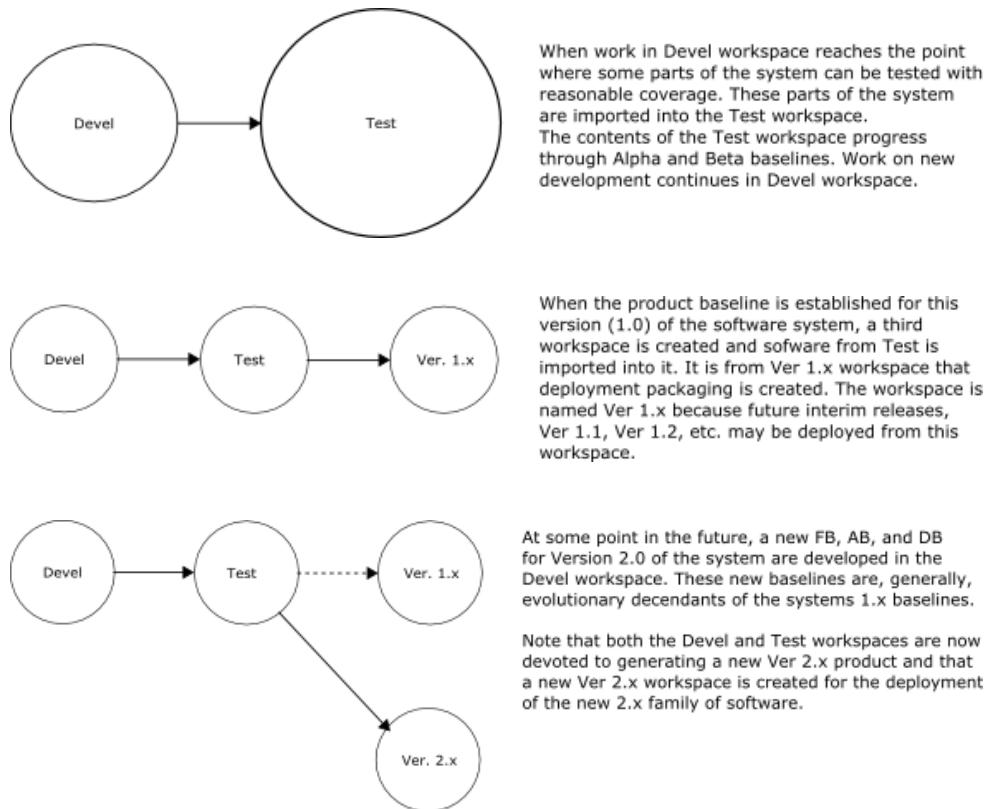 Devel
Test
When work in Devel workspace reaches the point
where some parts of the system can be tested with
reasonable coverage. These parts of the system
are imported into the Test workspace.
The contents of the Test workspace progress
through Alpha and Beta baselines. Work on new
development continues in Devel workspace.
Devel
Test
Ver. 1.x
When the product baseline is established for this
version (1.0) of the software system, a third
workspace is created and sofware from Test is
imported into it. It is from Ver 1.x workspace that
deployment packaging is created. The workspace is
named Ver 1.x because future interim releases,
Ver 1.1, Ver 1.2, etc. may be deployed from this
workspace.
Devel
Test
Ver. 1.x
Ver. 2.x
At some point in the future, a new FB, AB, and DB
for Version 2.0 of the system are developed in the
Devel workspace. These new baselines are, generally,
evolutionary decendants of the systems 1.x baselines.
Note that both the Devel and Test workspaces are now
devoted to generating a new Ver 2.x product and that
a new Ver 2.x workspace is created for the deployment
of the new 2.x family of software.